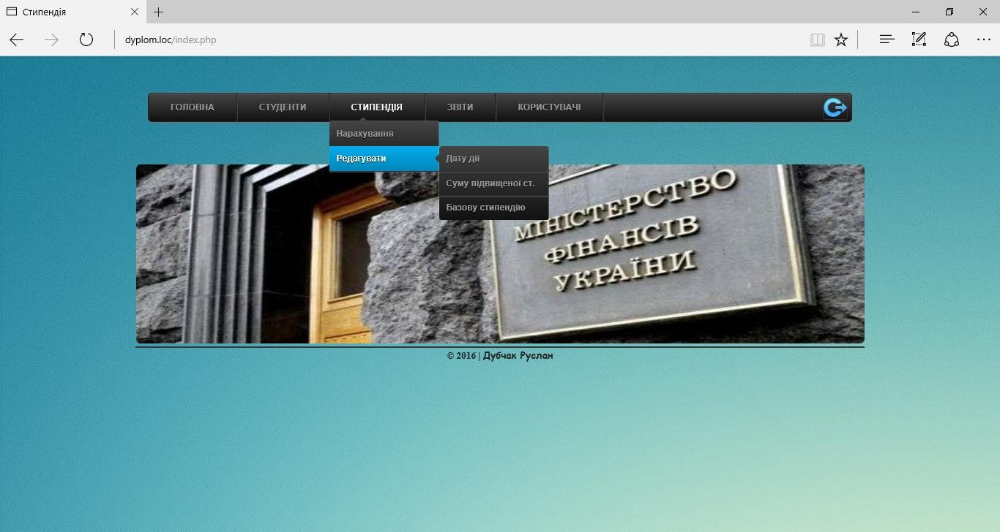 Стипендія
dyplom.loc/index.php
ГОЛОВНА СТУДЕНТИ СТИПЕНДІЯ ЗВІТИ КОРИСТУВАЧІ
Нарахування
Редагувати
Дату дії
Суму підвищеної ст.
Базову стипендію
МІНІСТЕРСТВО
ФІНАНСІВ
УКРАЇНИ
© 2016 | Дубчак Руслан